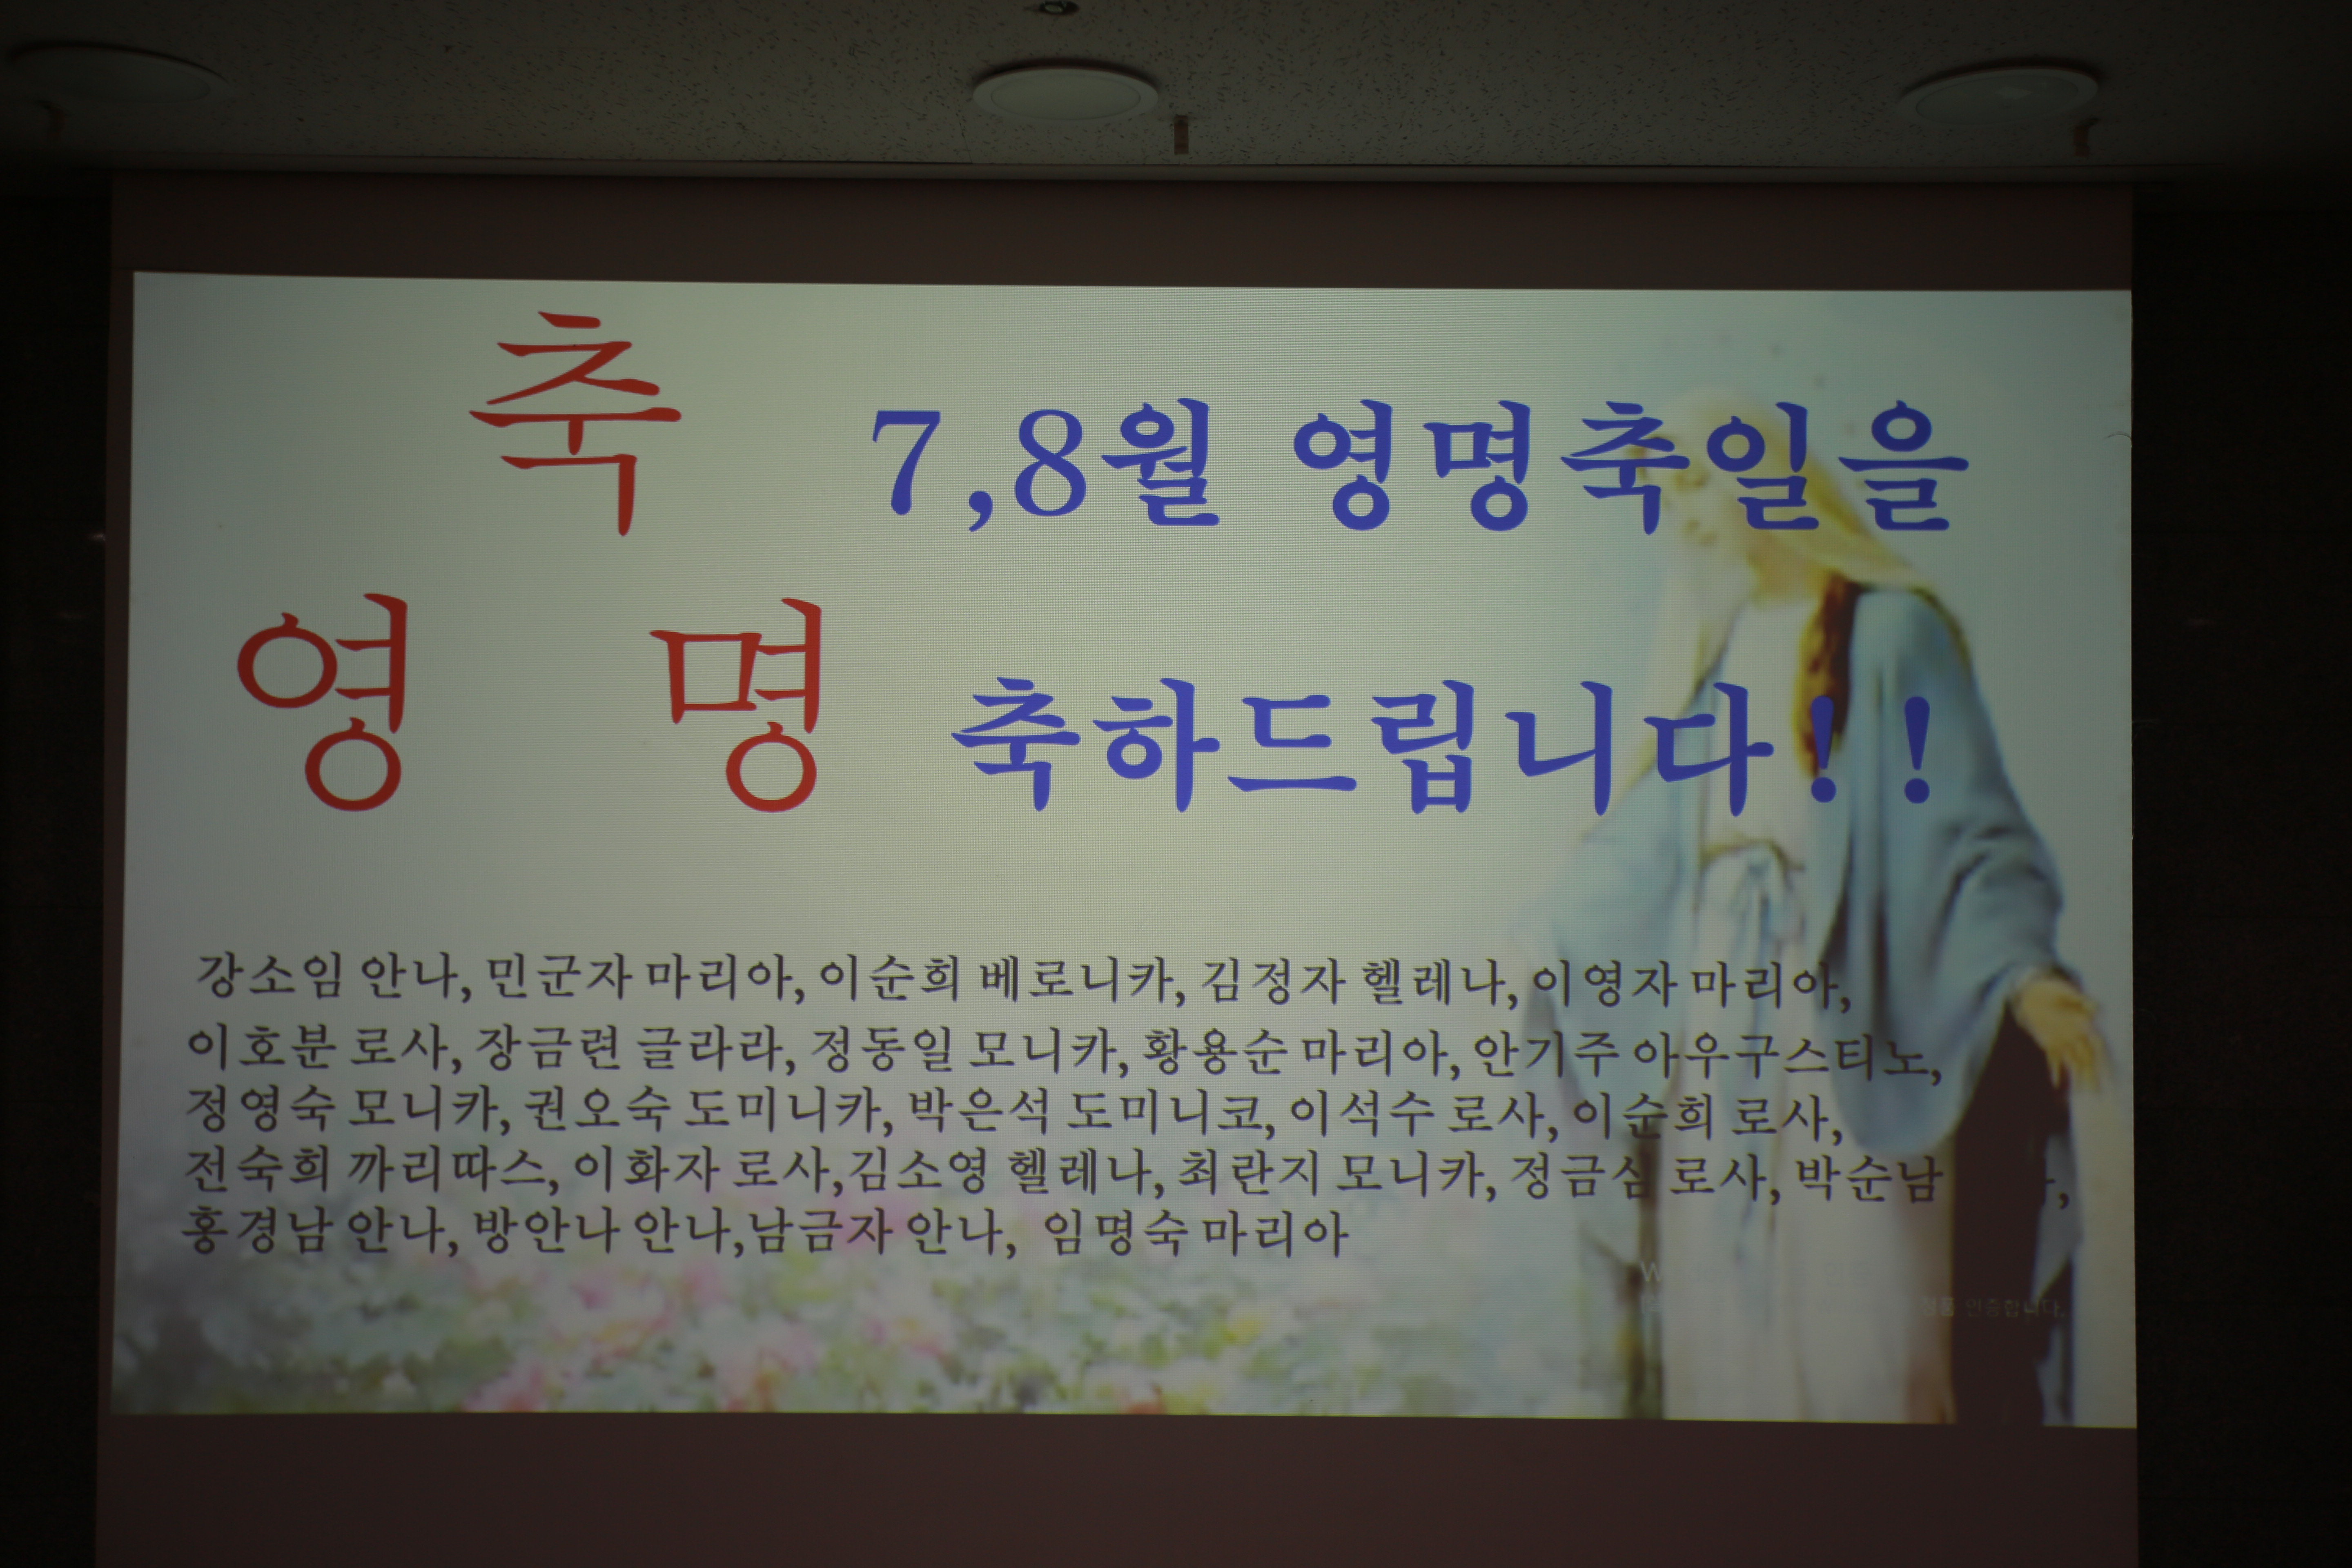 축
7,8월 영명축일을
영 명
축하드립니다!!
강소임 안나, 민군자 마리아, 이순희 베로니카, 김정자 헬레나, 이영자 마리아,
이호분 로사, 장금련 글라라, 정동일 모니카, 황용순 마리아, 안기주 아우구스티노,
정영숙 모니카, 권오숙 도미니카, 박은석 도미니코, 이석수 로사, 이순희 로사,
전숙희 까리따스, 이화자 로사,김소영 헬레나, 최란지 모니카, 정금심 로사, 박순남
홍경남 안나, 방안나 안나,남금자 안나, 임명숙 마리아
인증합니다.